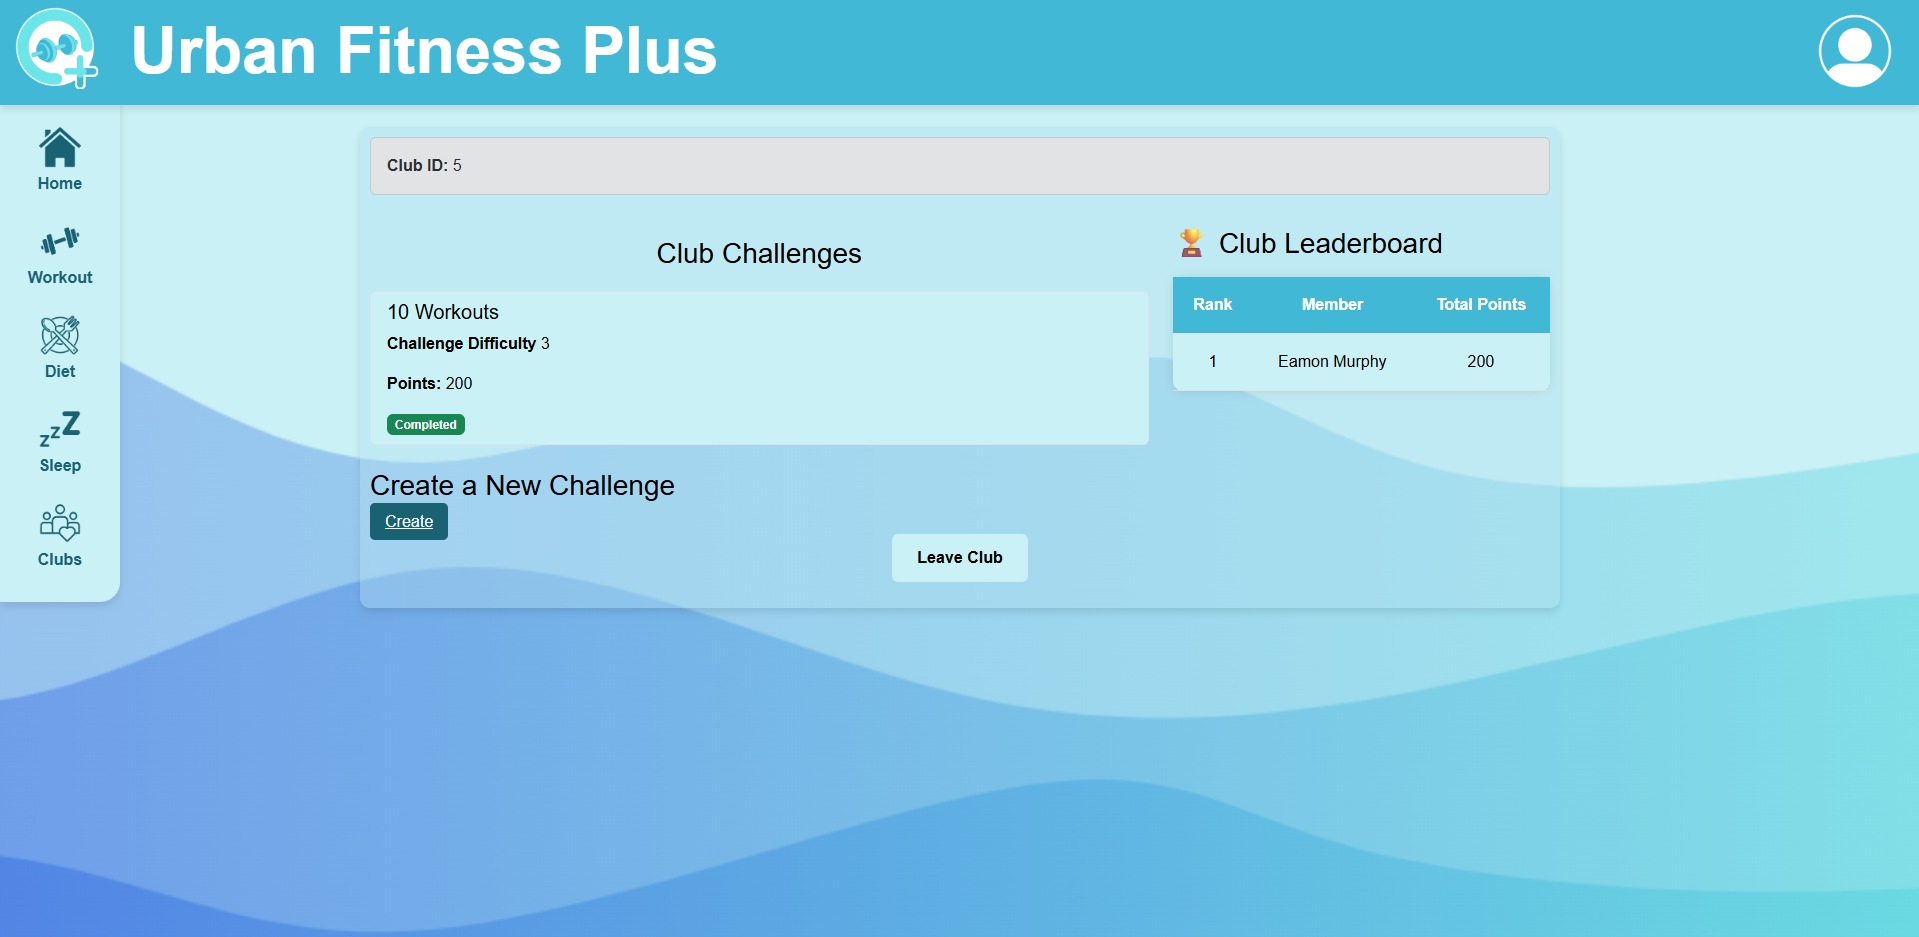 Urban Fitness Plus
Home
Workout
Diet
zzZ
Sleep
Clubs
Club ID: 5
Club Challenges
10 Workouts
Challenge Difficulty 3
Points: 200
Completed
Create a New Challenge
Create
Leave Club
🏆 Club Leaderboard
Rank Member Total Points
1 Eamon Murphy 200